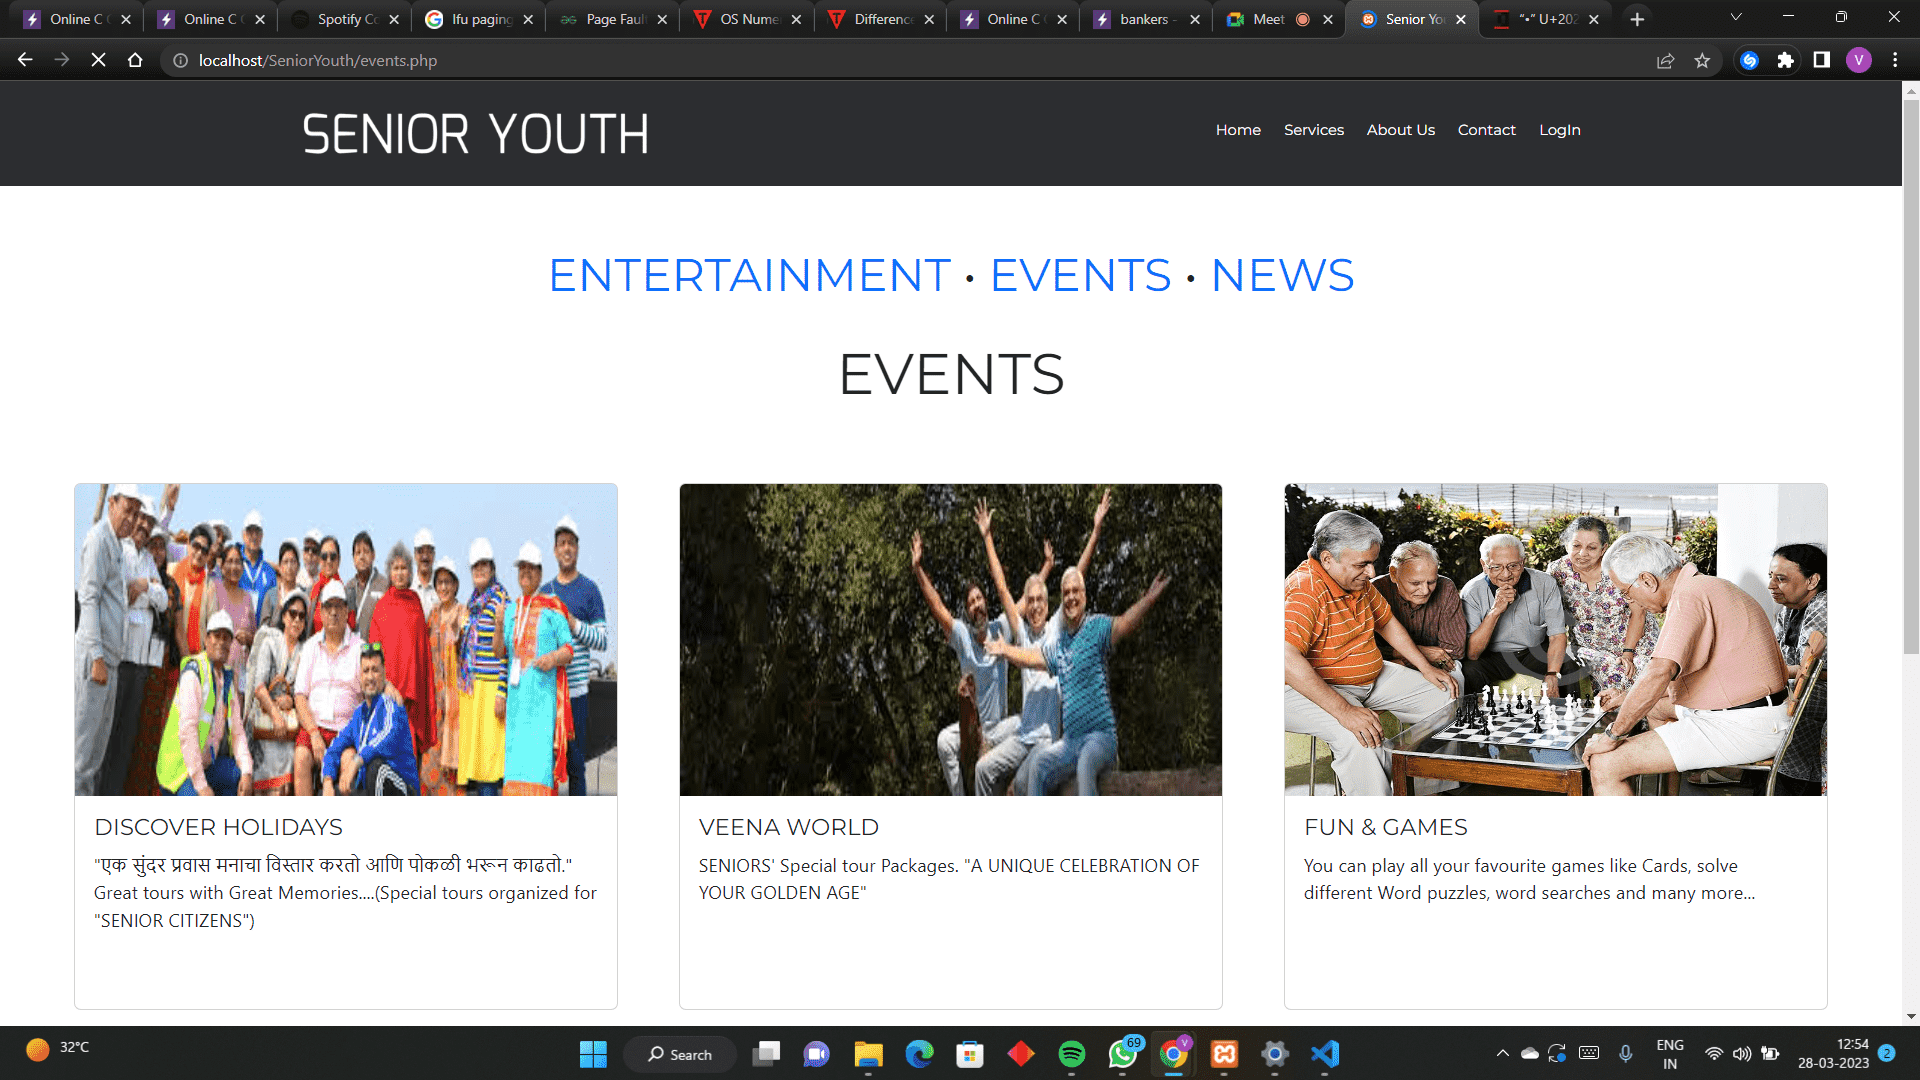 Online C
Online C
Spotify Co
lfu paging
Page Faul
OS Nume
Difference
Online C
bankers -
Meet
Senior Yo
"•" U+202
localhost/SeniorYouth/events.php
V
SENIOR YOUTH
Home Services About Us Contact LogIn
ENTERTAINMENT • EVENTS • NEWS
EVENTS
DISCOVER HOLIDAYS
"एक सुंदर प्रवास मनाचा विस्तार करतो आणि पोकळी भरून काढतो."
Great tours with Great Memories....(Special tours organized for
"SENIOR CITIZENS")
VEENA WORLD
SENIORS' Special tour Packages. "A UNIQUE CELEBRATION OF
YOUR GOLDEN AGE"
FUN & GAMES
You can play all your favourite games like Cards, solve
different Word puzzles, word searches and many more...
32°C
Search
69
V
ENG
IN
12:54
28-03-2023
2